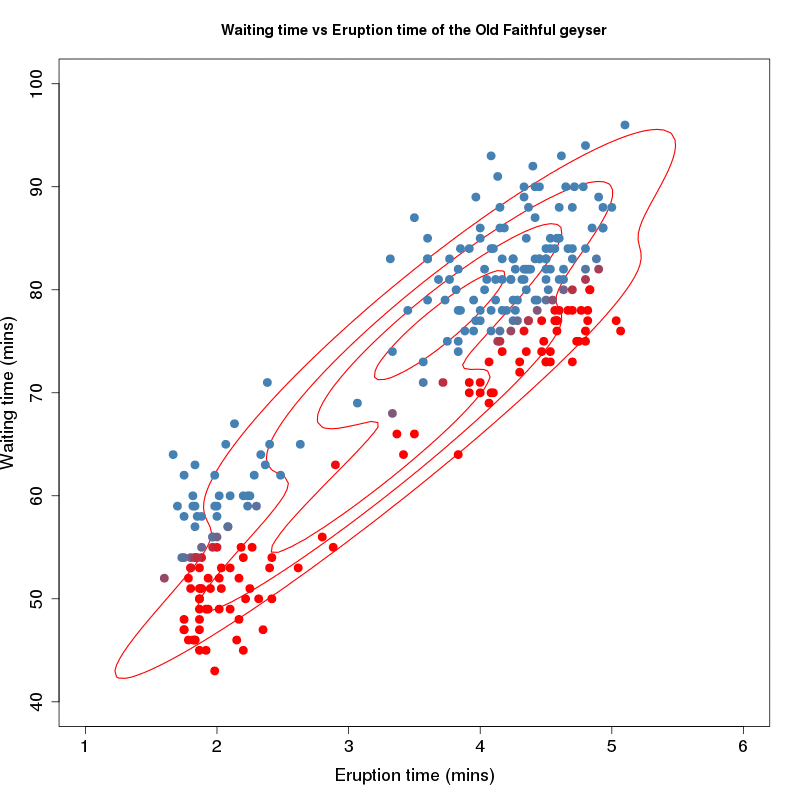 Waiting time vs Eruption time of the Old Faithful geyser
100
90
80
70
60
50
40
Waiting time (mins)
1 2 3 4 5 6
Eruption time (mins)